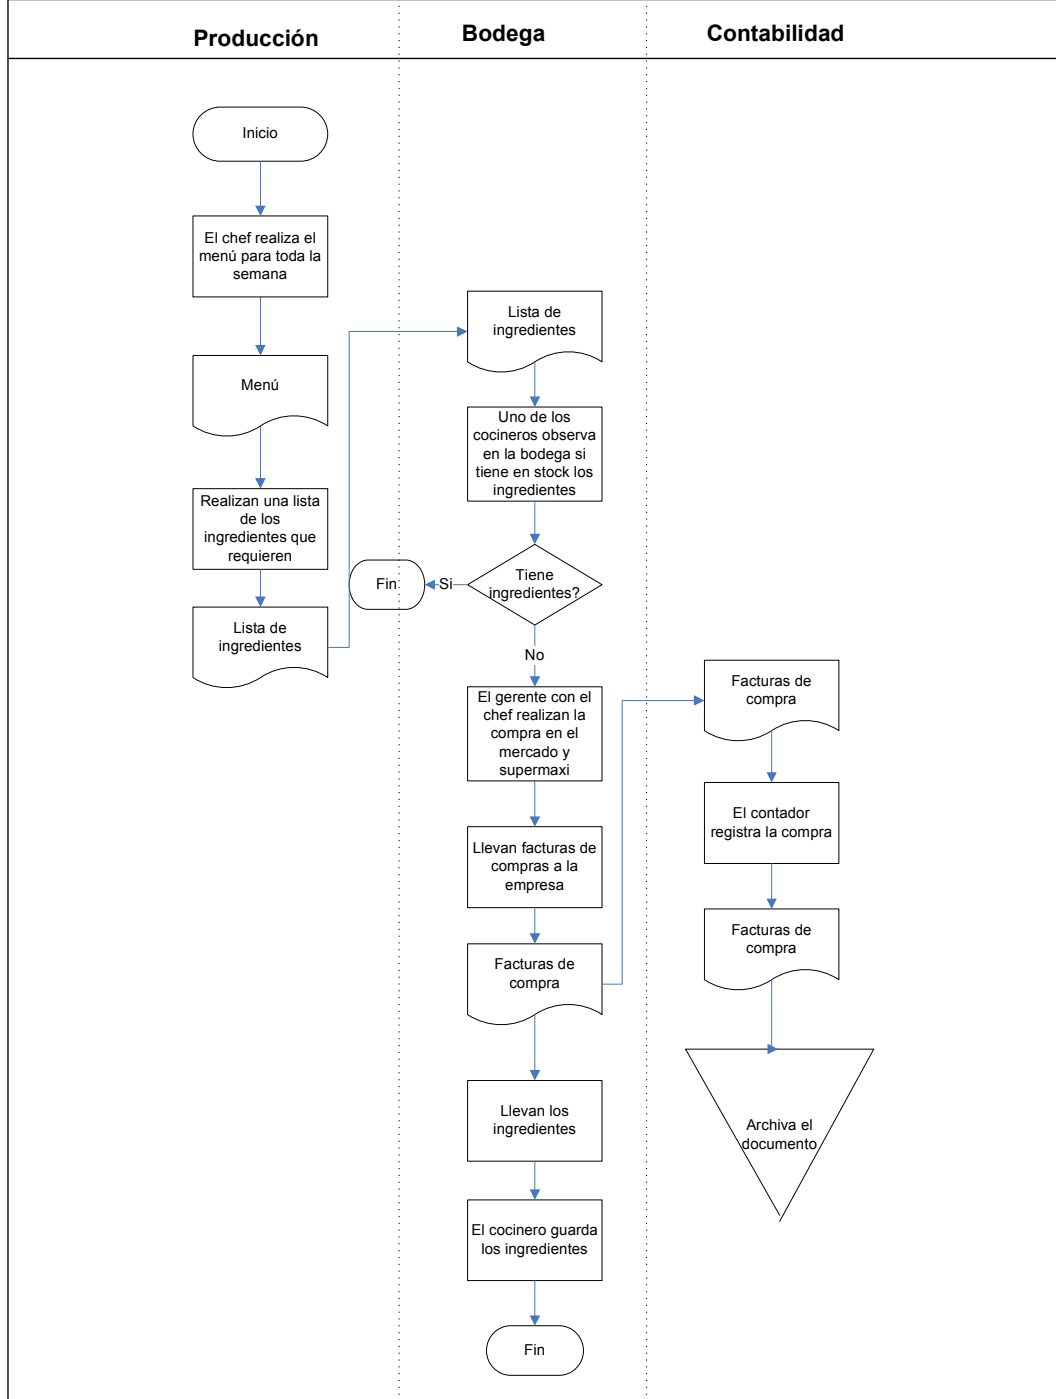 Producción
Bodega
Contabilidad
Inicio
El chef realiza el
menú para toda la
semana
Menú
Realizan una lista
de los
ingredientes que
requieren
Lista de
ingredientes
Lista de
ingredientes
Uno de los
cocineros observa
en la bodega si
tiene en stock los
ingredientes
Tiene
ingredientes?
Si
Fin
No
El gerente con el
chef realizan la
compra en el
mercado y
supermaxi
Llevan facturas de
compras a la
empresa
Facturas de
compra
Llevan los
ingredientes
El cocinero guarda
los ingredientes
Fin
Facturas de
compra
El contador
registra la compra
Facturas de
compra
Archiva el
documento